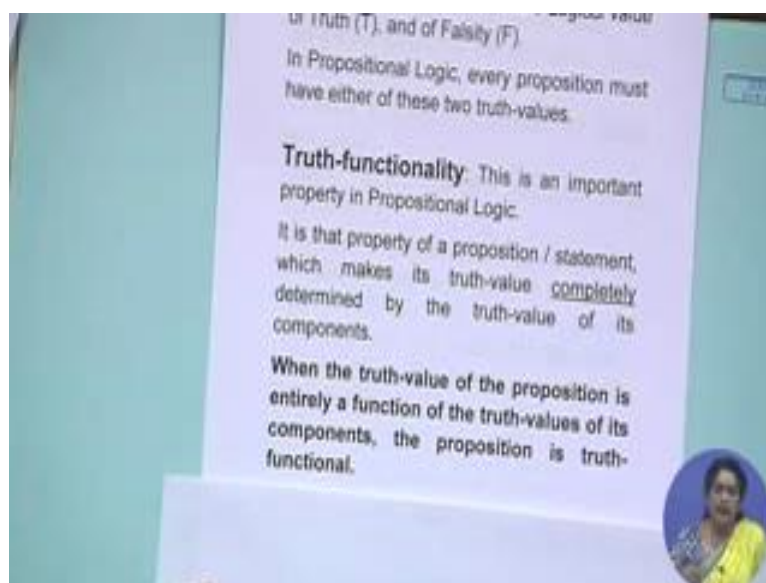 of Truth (T), and of Falsity (F).
In Propositional Logic, every proposition must
have either of these two truth-values.
Truth-functionality: This is an important
property in Propositional Logic.
It is that property of a proposition / statement,
which makes its truth-value completely
determined by the truth-value of its
components.
When the truth-value of the proposition is
entirely a function of the truth-values of its
components, the proposition is truth-
functional.